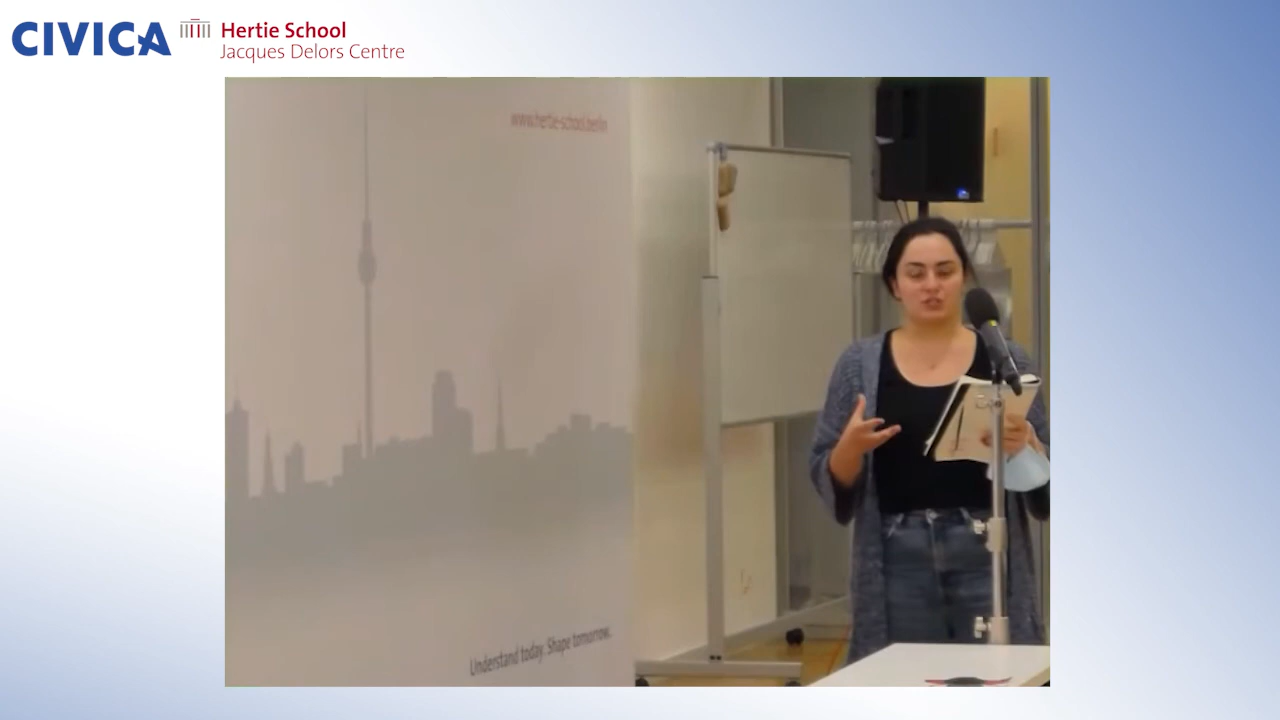 CIVICA
Hertie School
Jacques Delors Centre
www.hertie-school.berlin
Understand today. Shape tomorrow.